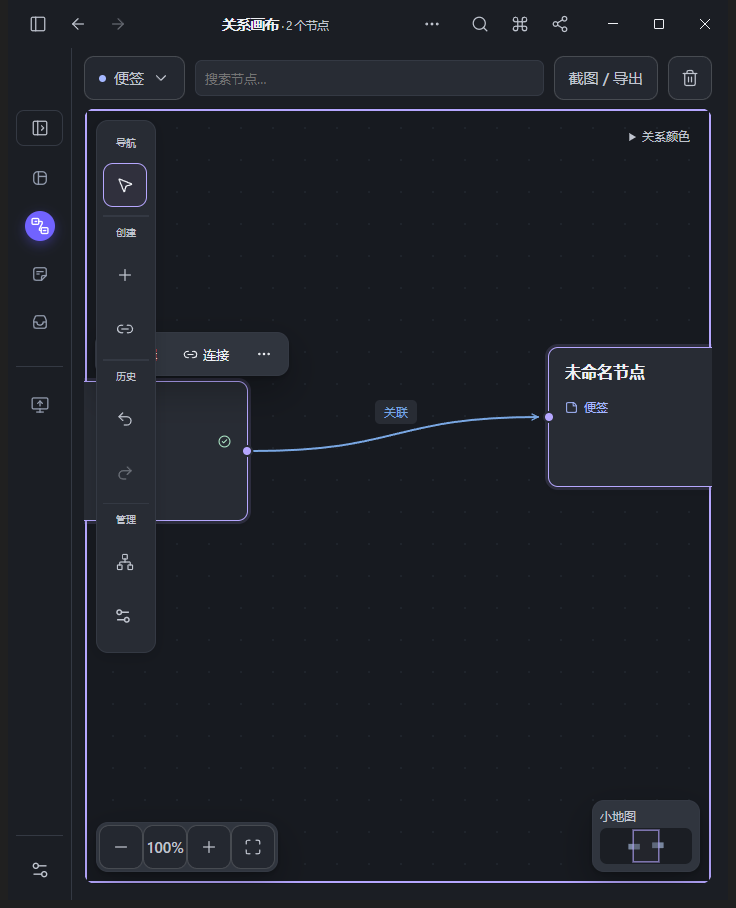 关系画布 · 2 个节点
便签
搜索节点...
截图 / 导出
导航
关系颜色
创建
连接
历史
未命名节点
便签
关联
管理
100%
小地图